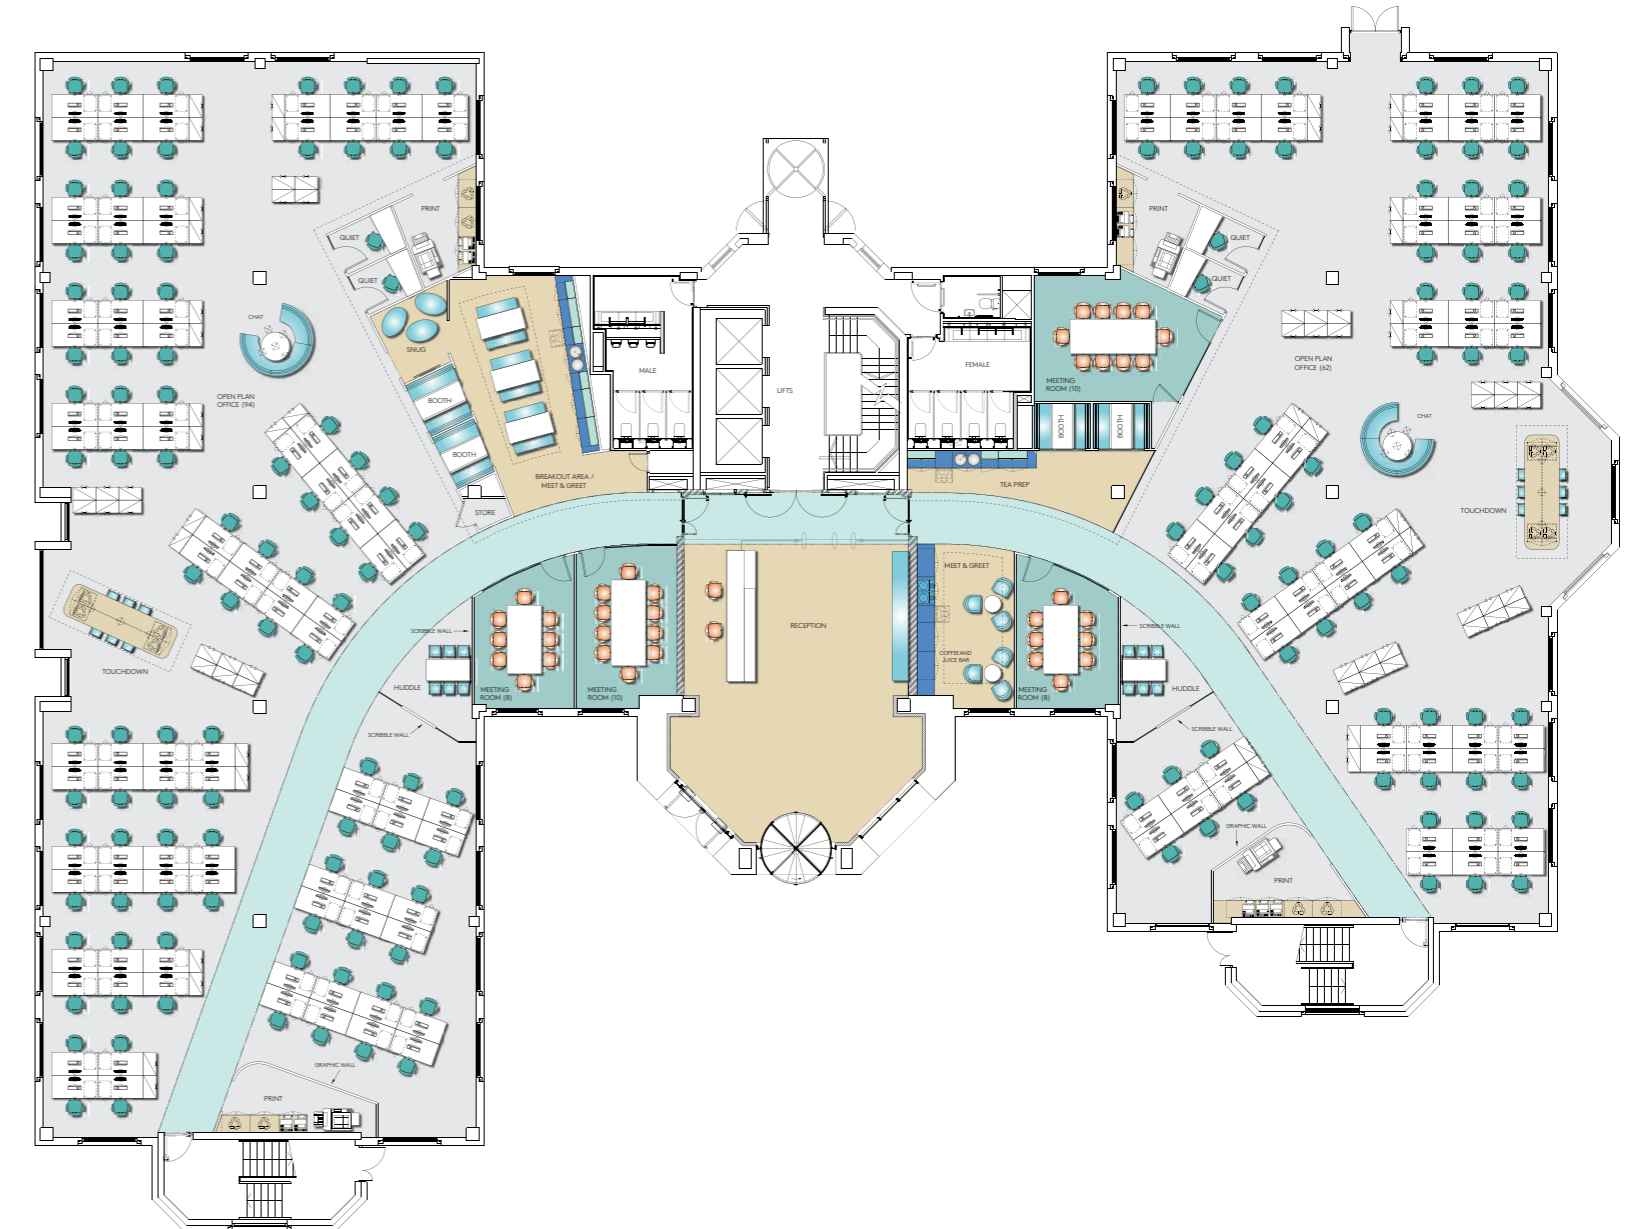 PRINT
QUIET
QUIET
CHAT
SNUG
OPEN PLAN
OFFICE (94)
BOOTH
BOOTH
BREAKOUT AREA /
MEET & GREET
STORE
MALE
LIFTS
FEMALE
PRINT
QUIET
QUIET
MEETING
ROOM (10)
BOOTH
BOOTH
TEA PREP
OPEN PLAN
OFFICE (62)
CHAT
TOUCHDOWN
TOUCHDOWN
SCRIBBLE WALL
HUDDLE
MEETING
ROOM (8)
MEETING
ROOM (10)
SCRIBBLE WALL
RECEPTION
MEET & GREET
COFFEE AND
JUICE BAR
MEETING
ROOM (8)
SCRIBBLE WALL
HUDDLE
SCRIBBLE WALL
GRAPHIC WALL
PRINT
GRAPHIC WALL
PRINT